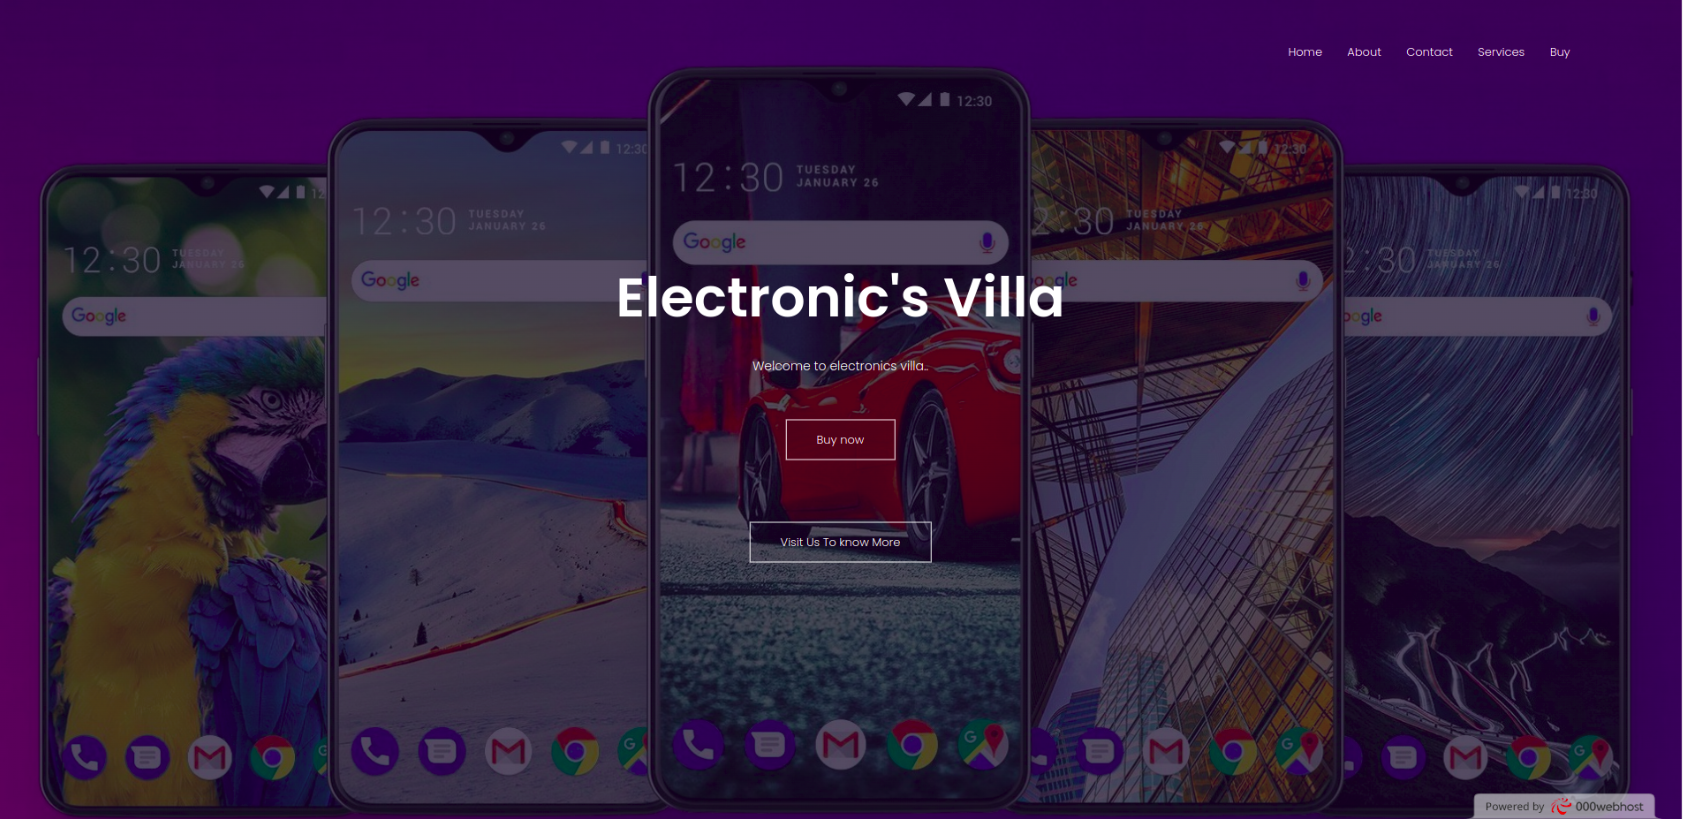 Home About Contact Services Buy
12:30
12:30
TUESDAY
JANUARY 26
Google
12:30
12:30
TUESDAY
JANUARY 26
Google
12:30
TUESDAY
JANUARY 26
2:30
TUESDAY
JANUARY 26
12
12:30
TUESDAY
JANUARY 26
Google
12:30
2:30
TUESDAY
JANUARY 26
ogle
ogle
Electronic's Villa
Welcome to electronics villa..
Buy now
Visit Us To know More
Powered by 000webhost